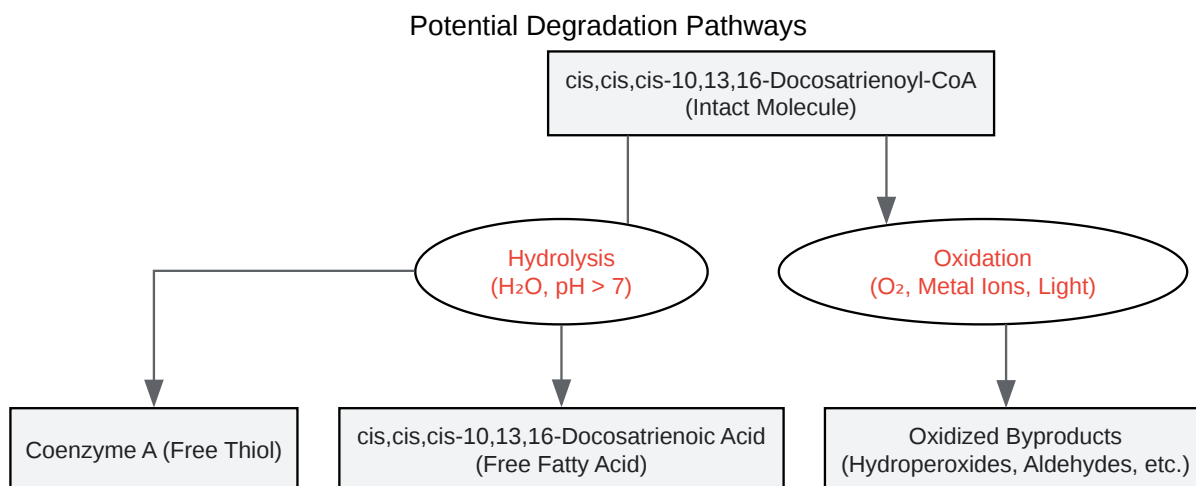 Potential Degradation Pathways
cis,cis,cis-10,13,16-Docosatrienoyl-CoA
(Intact Molecule)
Hydrolysis
(H₂O, pH > 7)
Oxidation
(O₂, Metal Ions, Light)
Coenzyme A (Free Thiol)
cis,cis,cis-10,13,16-Docosatrienoic Acid
(Free Fatty Acid)
Oxidized Byproducts
(Hydroperoxides, Aldehydes, etc.)